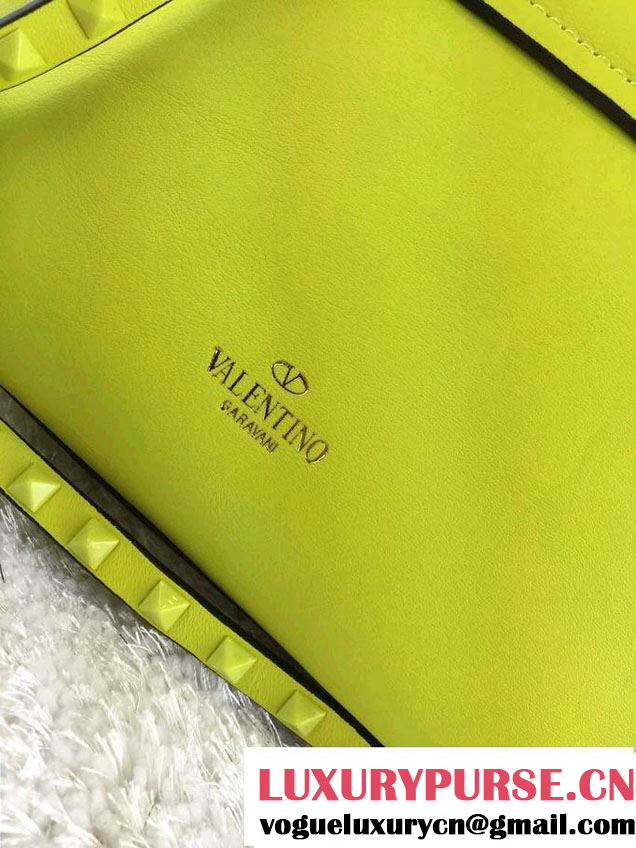 V
VALENTINO
GARAVANI
LUXURYPURSE.CN
vogueluxurycn@gmail.com